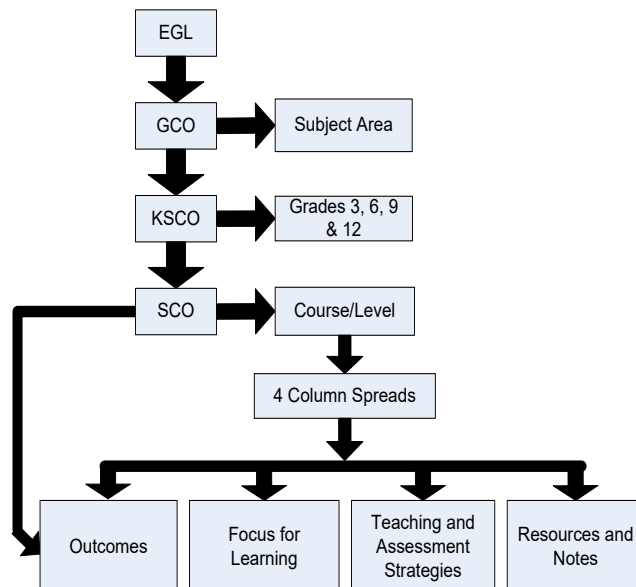 EGL
GCO
Subject Area
KSCO
Grades 3, 6, 9
& 12
SCO
Course/Level
4 Column Spreads
Outcomes
Focus for
Learning
Teaching and
Assessment
Strategies
Resources and
Notes